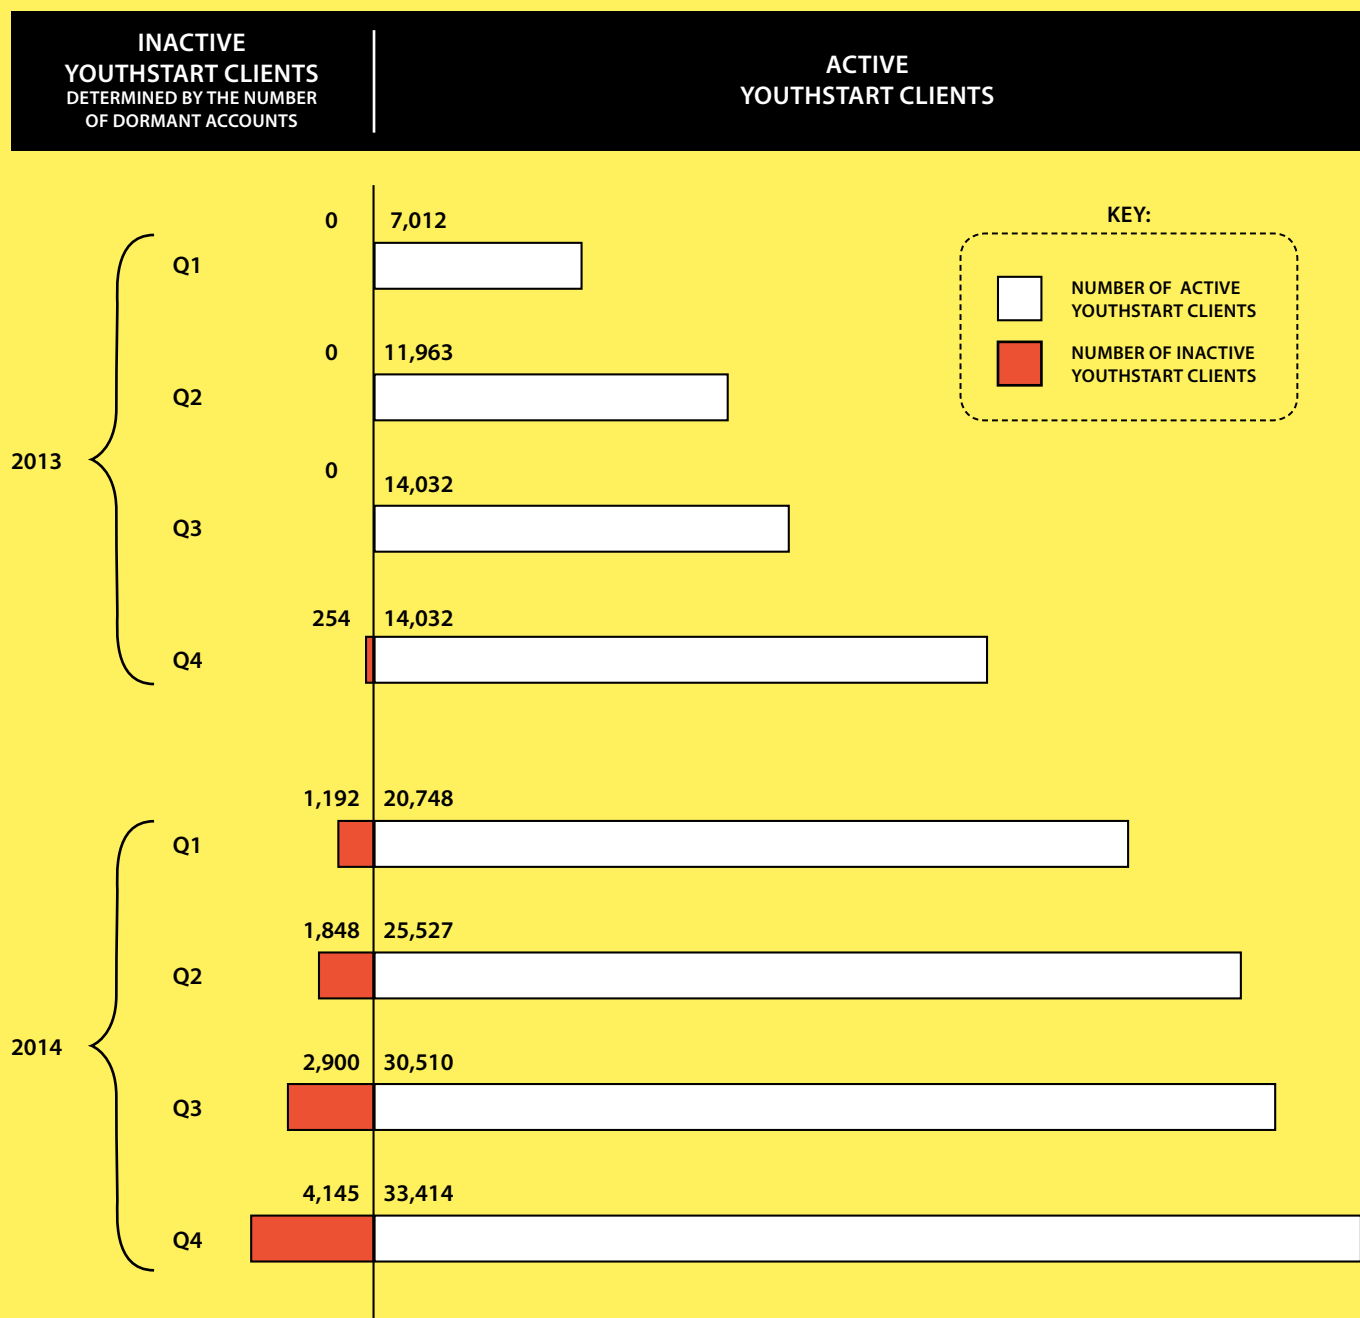 INACTIVE
YOUTHSTART CLIENTS
DETERMINED BY THE NUMBER
OF DORMANT ACCOUNTS
ACTIVE
YOUTHSTART CLIENTS
KEY:
NUMBER OF ACTIVE
YOUTHSTART CLIENTS
NUMBER OF INACTIVE
YOUTHSTART CLIENTS
2013
0 7,012
Q1
0 11,963
Q2
0 14,032
Q3
254 14,032
Q4
2014
1,192 20,748
Q1
1,848 25,527
Q2
2,900 30,510
Q3
4,145 33,414
Q4